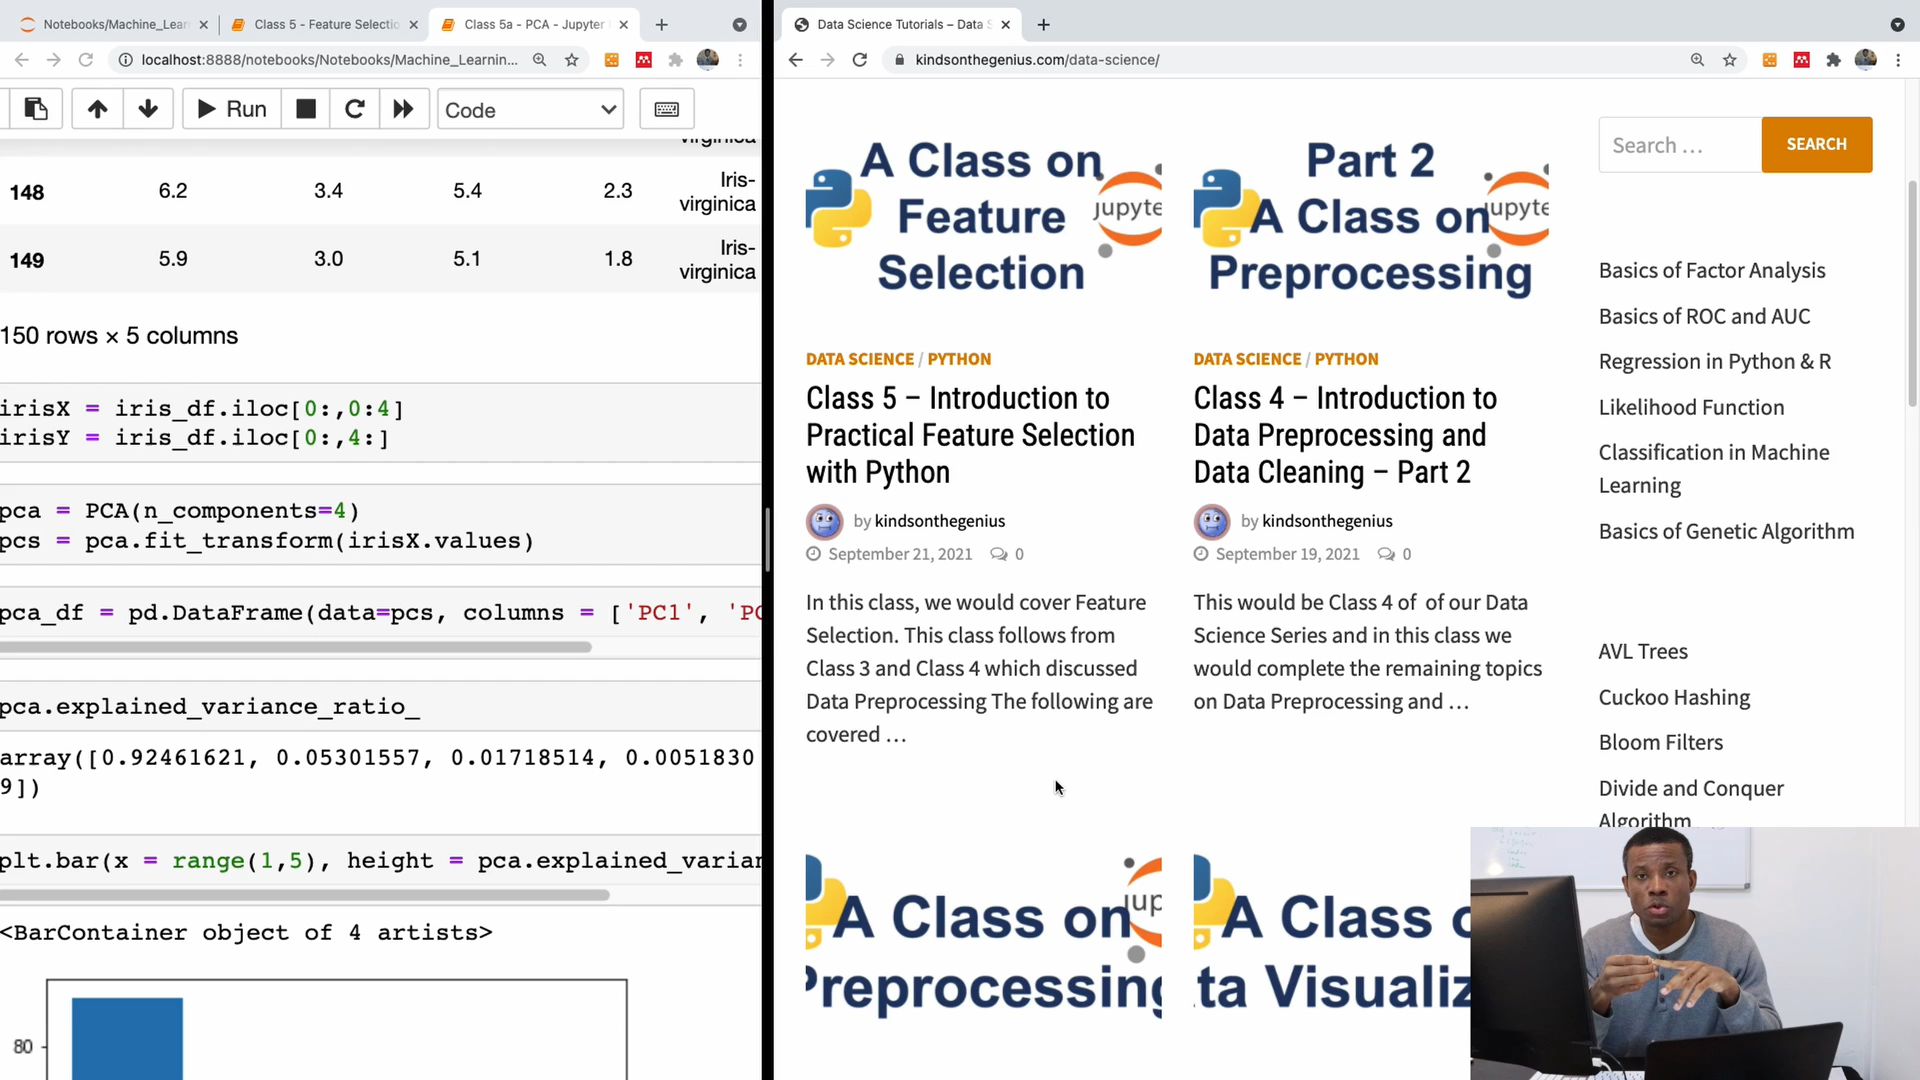 Notebooks/Machine_Lear
Class 5 - Feature Selectio
Class 5a - PCA - Jupyter
localhost:8888/notebooks/Notebooks/Machine_Learnin...
Run
Code
virginica
148 6.2 3.4 5.4 2.3 Iris-
virginica
149 5.9 3.0 5.1 1.8 Iris-
virginica
150 rows × 5 columns
irisX = iris_df.iloc[0:,0:4]
irisY = iris_df.iloc[0:,4:]
pca = PCA(n_components=4)
pcs = pca.fit_transform(irisX.values)
pca_df = pd.DataFrame(data=pcs, columns = ['PC1', 'PC
pca.explained_variance_ratio_
array([0.92461621, 0.05301557, 0.01718514, 0.0051830
9])
plt.bar(x = range(1,5), height = pca.explained_varian
<BarContainer object of 4 artists>
80
Data Science Tutorials – Data S
kindsonthegenius.com/data-science/
A Class on
Feature
Selection
jupyte
DATA SCIENCE / PYTHON
Class 5 – Introduction to
Practical Feature Selection
with Python
by kindsonthegenius
September 21, 2021 0
In this class, we would cover Feature
Selection. This class follows from
Class 3 and Class 4 which discussed
Data Preprocessing The following are
covered …
Part 2
A Class on
Preprocessing
jupyte
DATA SCIENCE / PYTHON
Class 4 – Introduction to
Data Preprocessing and
Data Cleaning – Part 2
by kindsonthegenius
September 19, 2021 0
This would be Class 4 of of our Data
Science Series and in this class we
would complete the remaining topics
on Data Preprocessing and …
A Class on
Preprocessing
jup
A Class o
ta Visualiz
Search …
SEARCH
Basics of Factor Analysis
Basics of ROC and AUC
Regression in Python & R
Likelihood Function
Classification in Machine
Learning
Basics of Genetic Algorithm
AVL Trees
Cuckoo Hashing
Bloom Filters
Divide and Conquer
Algorithm